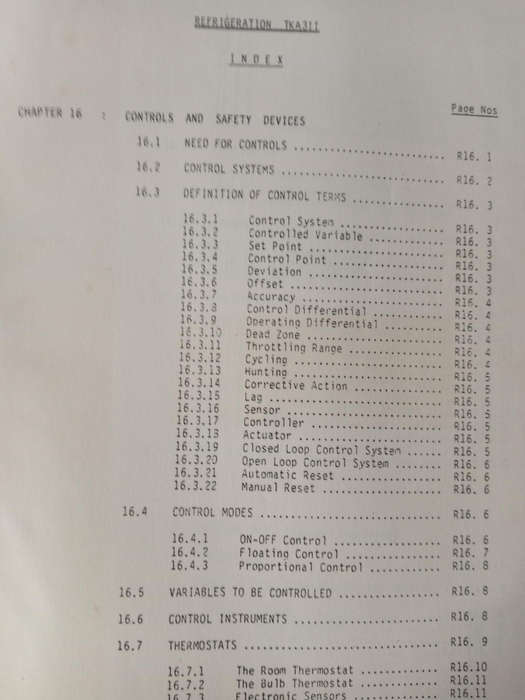 REFRIGERATION TKA311
INDEX
Page Nos
CHAPTER 16 : CONTROLS AND SAFETY DEVICES
16.1 NEED FOR CONTROLS .......................... R16. 1
16.2 CONTROL SYSTEMS ............................ R16. 2
16.3 DEFINITION OF CONTROL TERMS ............... R16. 3
16.3.1 Control System ................... R16. 3
16.3.2 Controlled Variable .............. R16. 3
16.3.3 Set Point ........................ R16. 3
16.3.4 Control Point .................... R16. 3
16.3.5 Deviation ........................ R16. 3
16.3.6 Offset ........................... R16. 3
16.3.7 Accuracy ......................... R16. 4
16.3.8 Control Differential ............. R16. 4
16.3.9 Operating Differential ........... R16. 4
16.3.10 Dead Zone ........................ R16. 4
16.3.11 Throttling Range ................. R16. 4
16.3.12 Cycling .......................... R16. 4
16.3.13 Hunting .......................... R16. 5
16.3.14 Corrective Action ................ R16. 5
16.3.15 Lag .............................. R16. 5
16.3.16 Sensor ........................... R16. 5
16.3.17 Controller ....................... R16. 5
16.3.18 Actuator ......................... R16. 5
16.3.19 Closed Loop Control System ...... R16. 5
16.3.20 Open Loop Control System ........ R16. 6
16.3.21 Automatic Reset .................. R16. 6
16.3.22 Manual Reset ..................... R16. 6
16.4 CONTROL MODES .............................. R16. 6
16.4.1 ON-OFF Control ................... R16. 6
16.4.2 Floating Control ................. R16. 7
16.4.3 Proportional Control ............. R16. 8
16.5 VARIABLES TO BE CONTROLLED ................. R16. 8
16.6 CONTROL INSTRUMENTS ........................ R16. 8
16.7 THERMOSTATS ................................ R16. 9
16.7.1 The Room Thermostat .............. R16.10
16.7.2 The Bulb Thermostat .............. R16.11
16.7.3 Electronic Sensors ............... R16.11